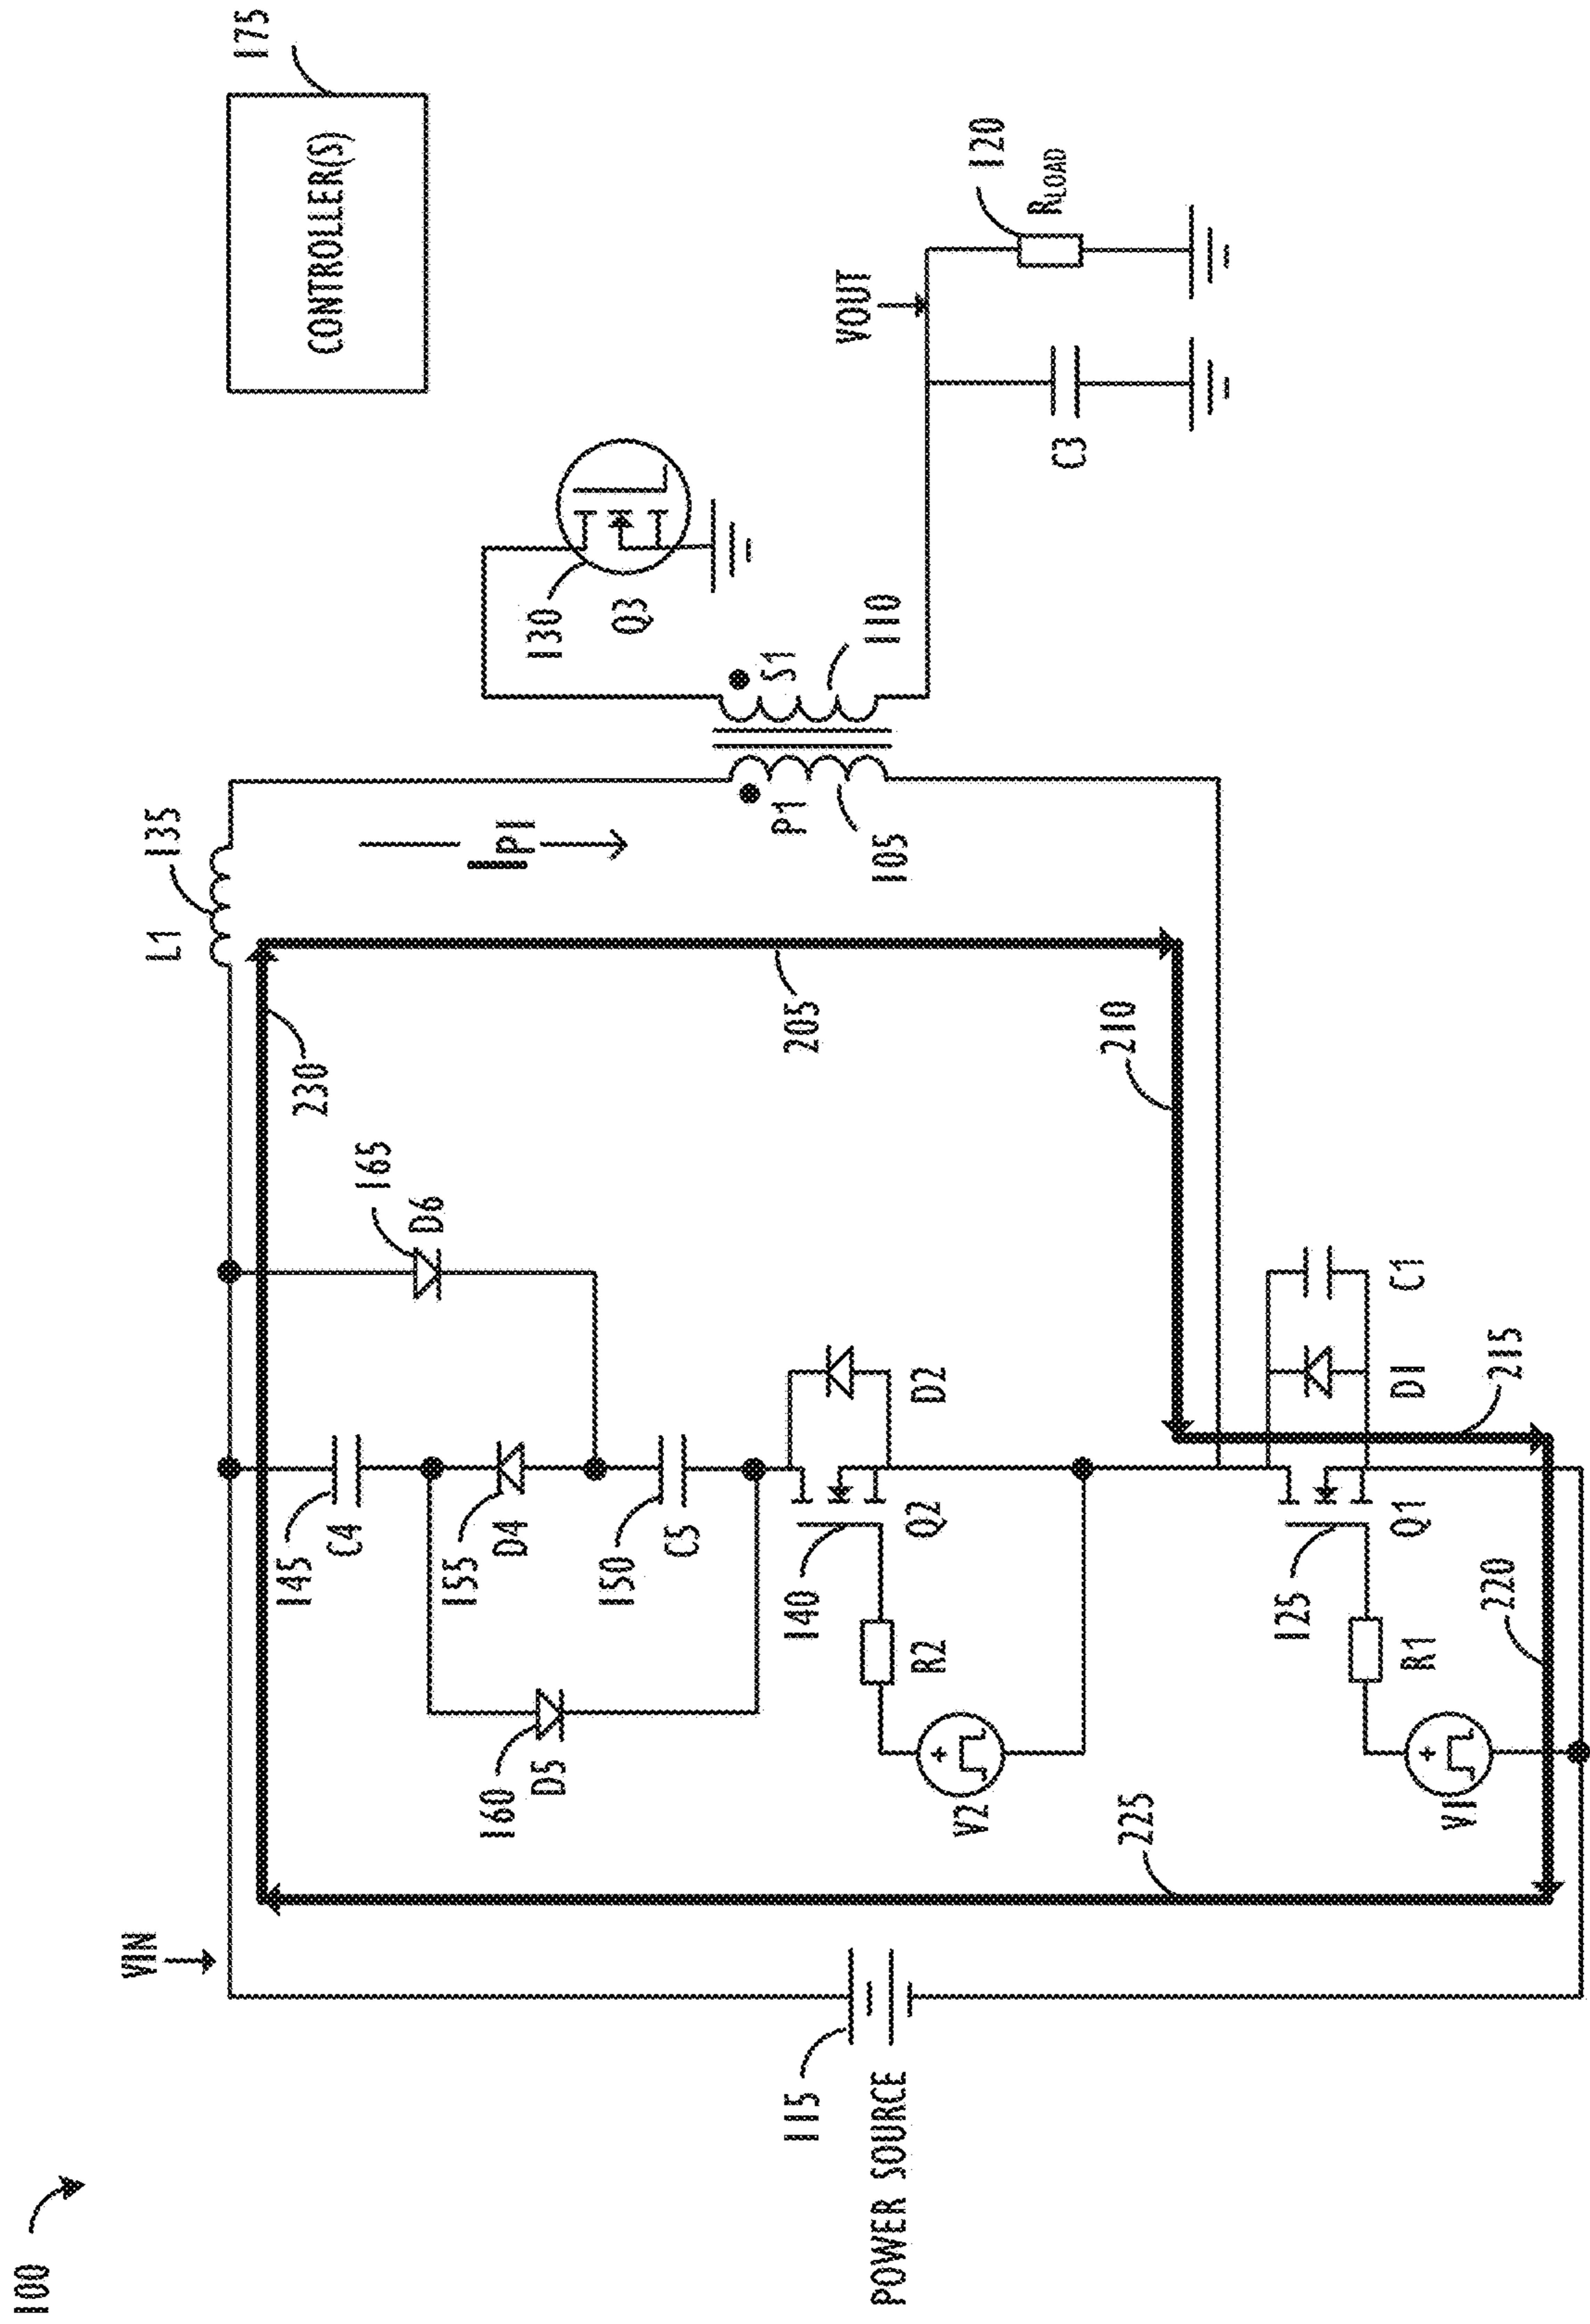 100
115
POWER SOURCE
VIN
225
160
D5
145
C4
155
D4
150
C5
140
Q2
R2
V2
D2
165
D6
230
125
Q1
R1
V1
220
215
D1
C1
210
205
L1
135
IP1
P1
105
S1
110
130
Q3
VOUT
C3
120
RLOAD
CONTROLLER(S)
175